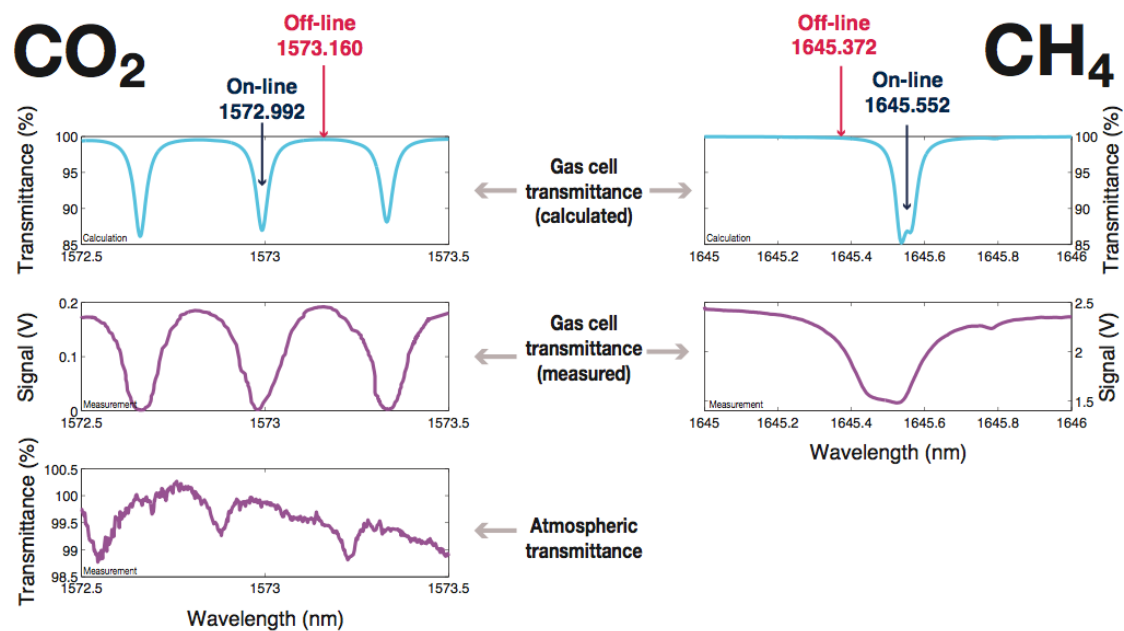 CO2
Off-line
1573.160
On-line
1572.992
Off-line
1645.372
On-line
1645.552
CH4
Transmittance (%)
100
95
90
85
Calculation
1572.5
1573
1573.5
Gas cell
transmittance
(calculated)
Transmittance (%)
100
95
90
85
Calculation
1645
1645.2
1645.4
1645.6
1645.8
1646
Signal (V)
0.2
0.1
0
Measurement
1572.5
1573
1573.5
Gas cell
transmittance
(measured)
Signal (V)
2.5
2
1.5
Measurement
1645
1645.2
1645.4
1645.6
1645.8
1646
Wavelength (nm)
Transmittance (%)
100.5
100
99.5
99
98.5
Measurement
1572.5
1573
1573.5
Wavelength (nm)
Atmospheric
transmittance